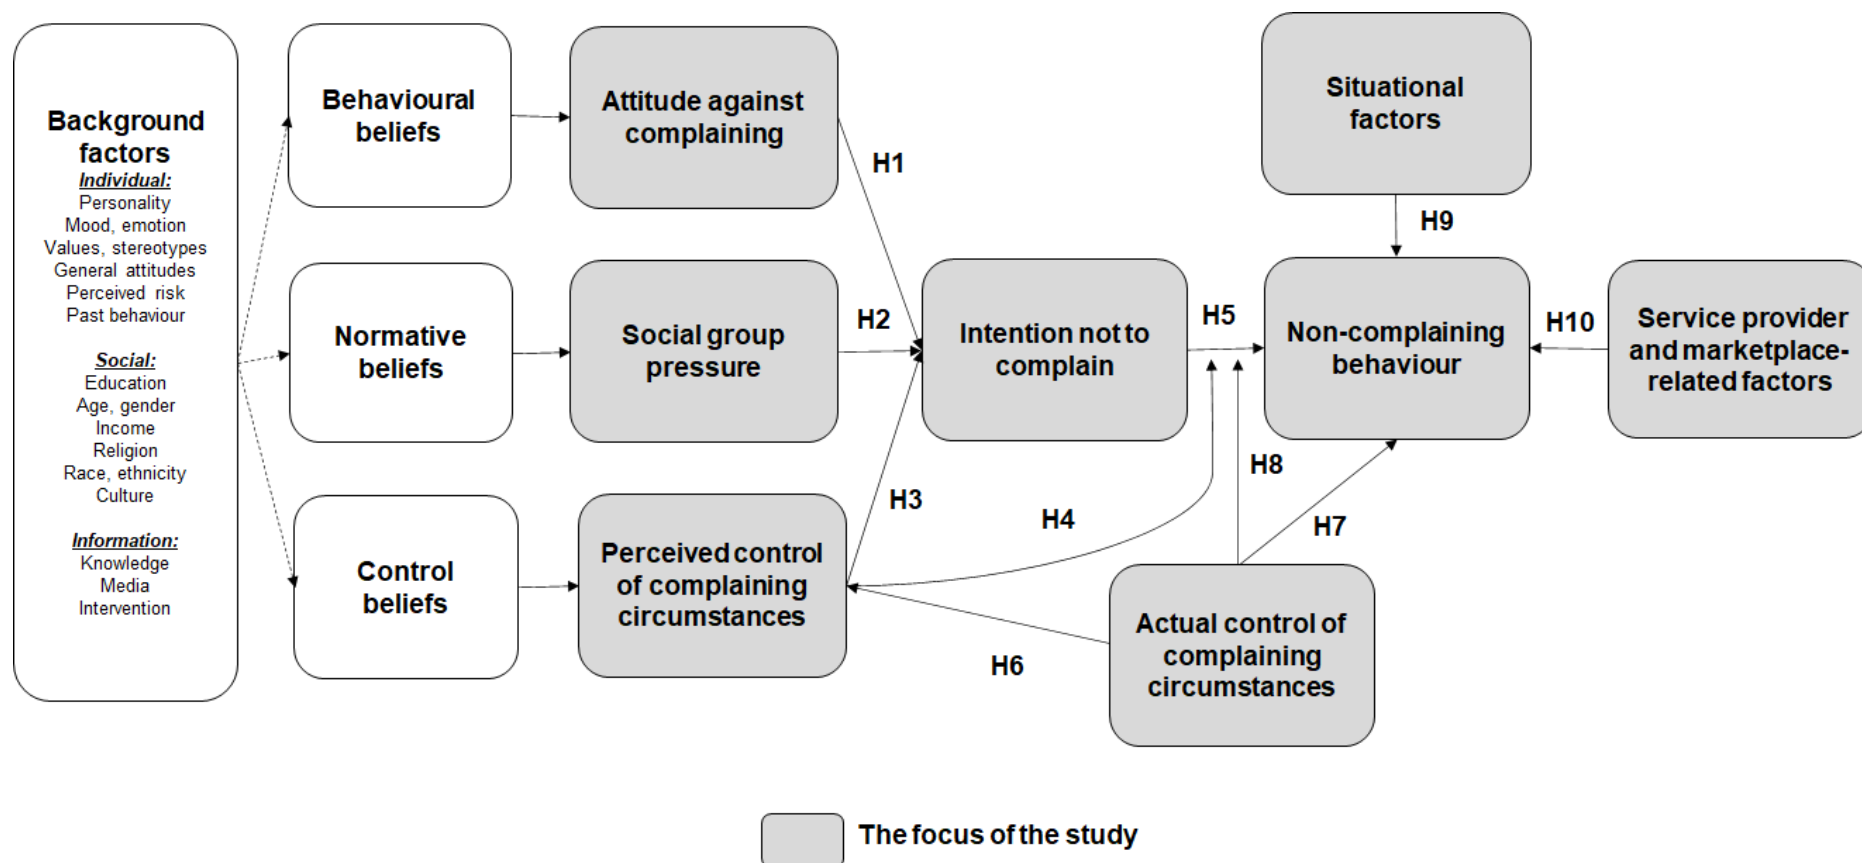 Background
factors
Individual:
Personality
Mood, emotion
Values, stereotypes
General attitudes
Perceived risk
Past behaviour
Social:
Education
Age, gender
Income
Religion
Race, ethnicity
Culture
Information:
Knowledge
Media
Intervention
Behavioural
beliefs
Normative
beliefs
Control
beliefs
Attitude against
complaining
Social group
pressure
Perceived control
of complaining
circumstances
H1
H2
H3
H4
Intention not to
complain
H5
H8
H7
H6
Situational
factors
H9
Non-complaining
behaviour
H10
Service provider
and marketplace-
related factors
Actual control of
complaining
circumstances
The focus of the study